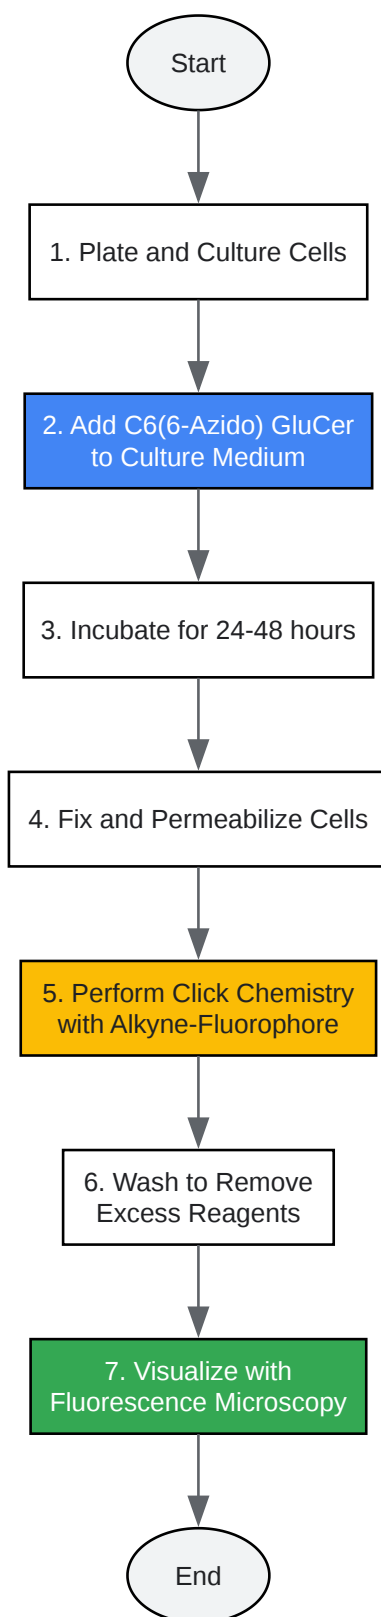 Start
1. Plate and Culture Cells
2. Add C6(6-Azido) GluCer
to Culture Medium
3. Incubate for 24-48 hours
4. Fix and Permeabilize Cells
5. Perform Click Chemistry
with Alkyne-Fluorophore
6. Wash to Remove
Excess Reagents
7. Visualize with
Fluorescence Microscopy
End